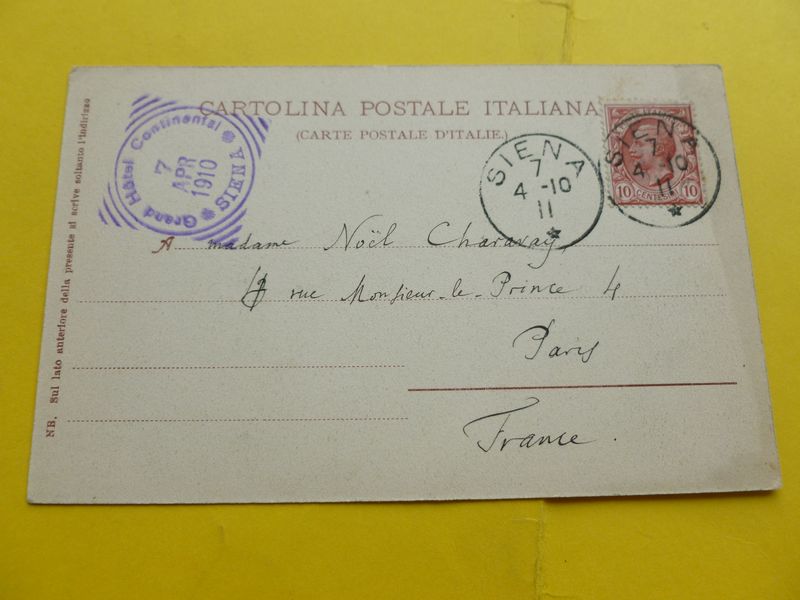 CARTOLINA POSTALE ITALIANA
(CARTE POSTALE D'ITALIE.)
Grand Hôtel Continental
SIENA
7
APR
1910
SIENA
7
4-10
11
SIENA
7
4-10
11
10 CENTESIMI 10
A madame Noël Charavay
rue Monsieur-le-Prince 4
Paris
France.
NB. Sul lato anteriore della presente si scrive soltanto l'indirizzo